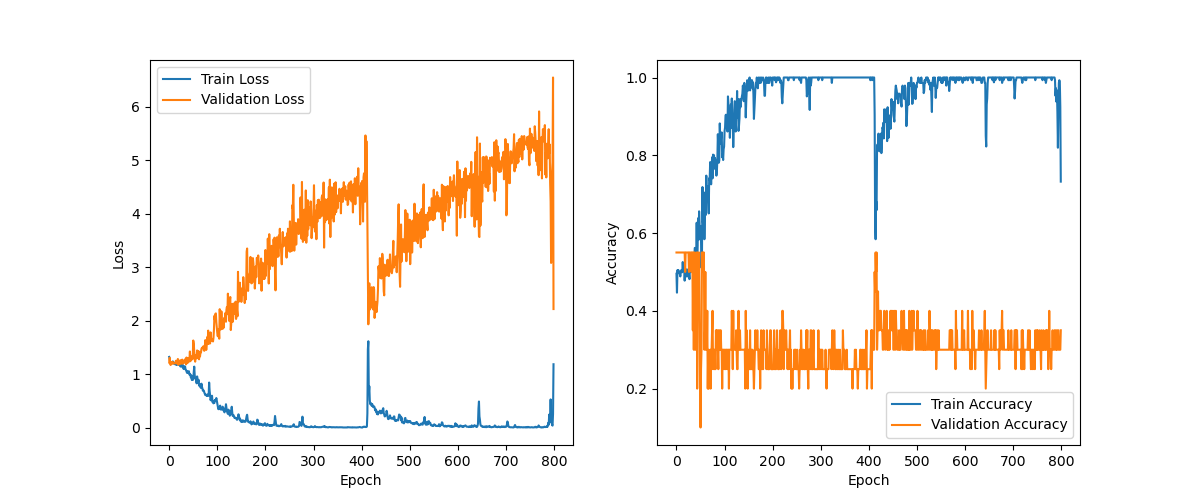 Train Loss
Validation Loss
6
5
4
3
2
1
0
Loss
0 100 200 300 400 500 600 700 800
Epoch
1.0
0.8
0.6
0.4
0.2
Accuracy
Train Accuracy
Validation Accuracy
0 100 200 300 400 500 600 700 800
Epoch